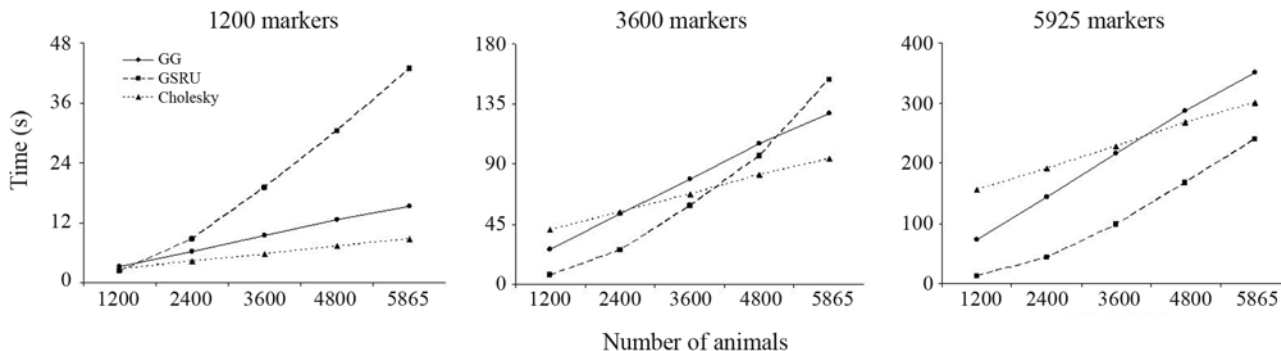 1200 markers
3600 markers
5925 markers
Time (s)
48
36
24
12
0
GG
GSRU
Cholesky
1200 2400 3600 4800 5865
180
135
90
45
0
1200 2400 3600 4800 5865
400
300
200
100
0
1200 2400 3600 4800 5865
Number of animals